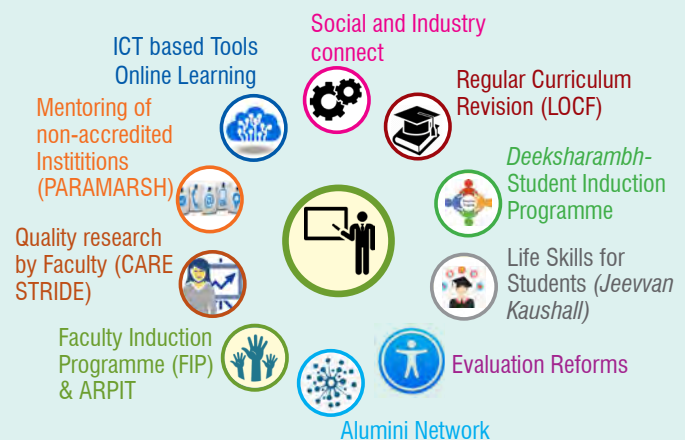 Social and Industry
connect
Regular Curriculum
Revision (LOCF)
Deeksharambh-
Student Induction
Programme
Life Skills for
Students (Jeevvan
Kaushall)
Evaluation Reforms
Alumini Network
Faculty Induction
Programme (FIP)
& ARPIT
Quality research
by Faculty (CARE
STRIDE)
Mentoring of
non-accredited
Instititions
(PARAMARSH)
ICT based Tools
Online Learning